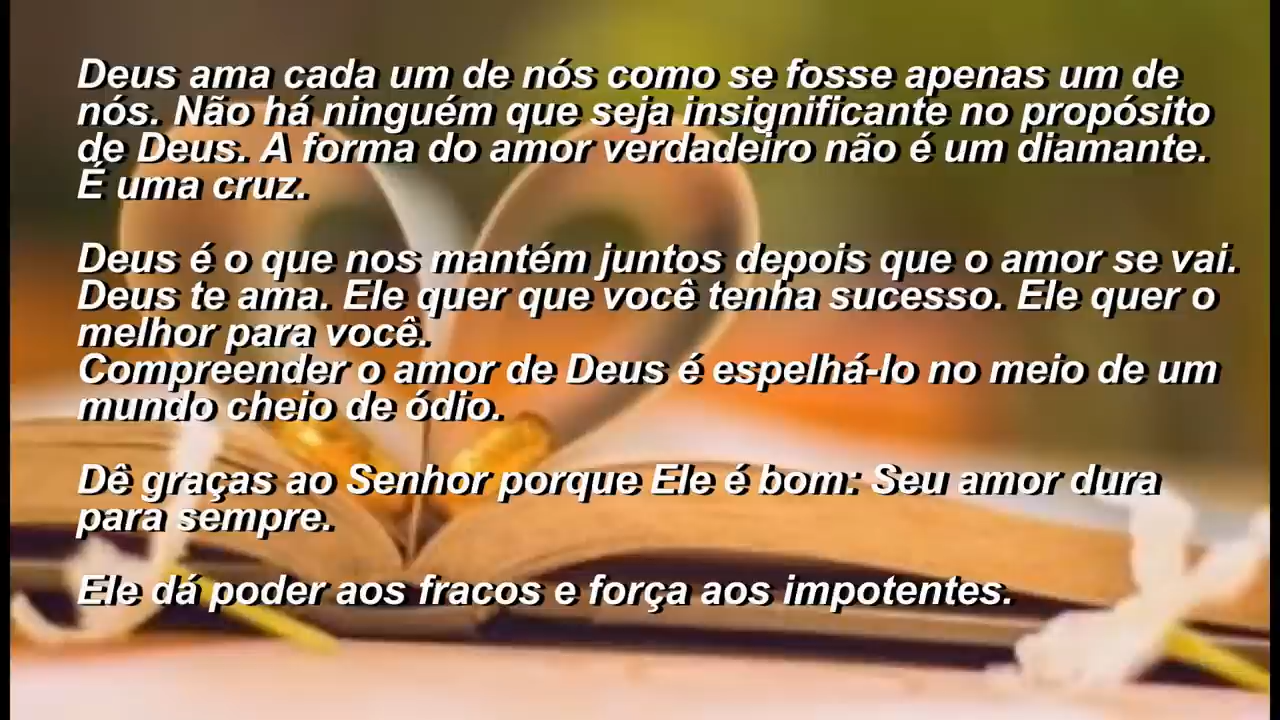 Deus ama cada um de nós como se fosse apenas um de
nós. Não há ninguém que seja insignificante no propósito
de Deus. A forma do amor verdadeiro não é um diamante.
É uma cruz.
Deus é o que nos mantém juntos depois que o amor se vai.
Deus te ama. Ele quer que você tenha sucesso. Ele quer o
melhor para você.
Compreender o amor de Deus é espelhá-lo no meio de um
mundo cheio de ódio.
Dê graças ao Senhor porque Ele é bom: Seu amor dura
para sempre.
Ele dá poder aos fracos e força aos impotentes.